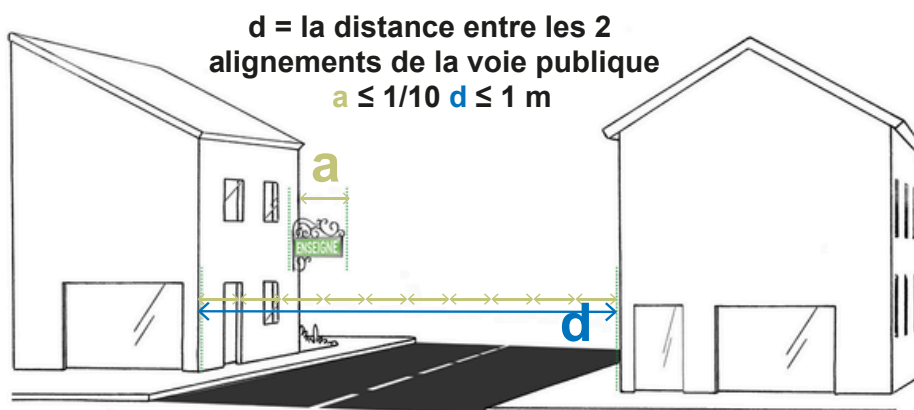 d = la distance entre les 2
alignements de la voie publique
a ≤ 1/10 d ≤ 1 m
a
ENSEIGNE
d